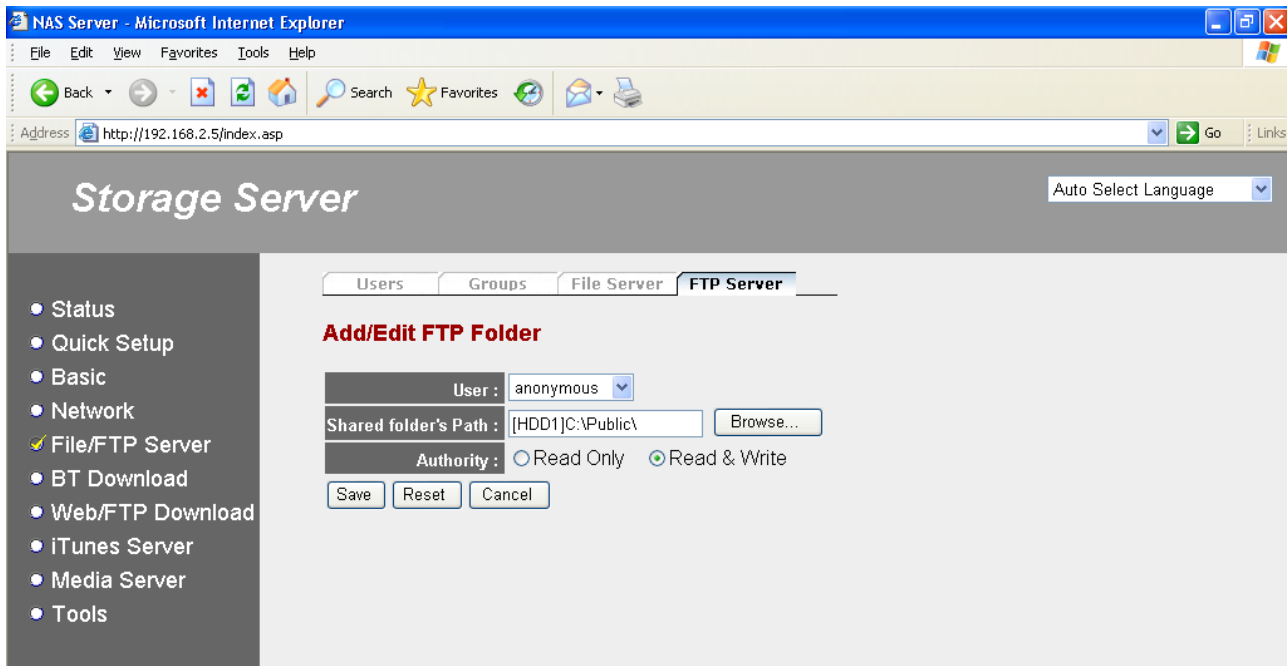 NAS Server - Microsoft Internet Explorer
File Edit View Favorites Tools Help
Back Search Favorites
Address http://192.168.2.5/index.asp Go Links
Storage Server
Auto Select Language
Status
Quick Setup
Basic
Network
File/FTP Server
BT Download
Web/FTP Download
iTunes Server
Media Server
Tools
Users Groups File Server FTP Server
Add/Edit FTP Folder
User : anonymous
Shared folder's Path : [HDD1]C:\Public\ Browse...
Authority : Read Only Read & Write
Save Reset Cancel